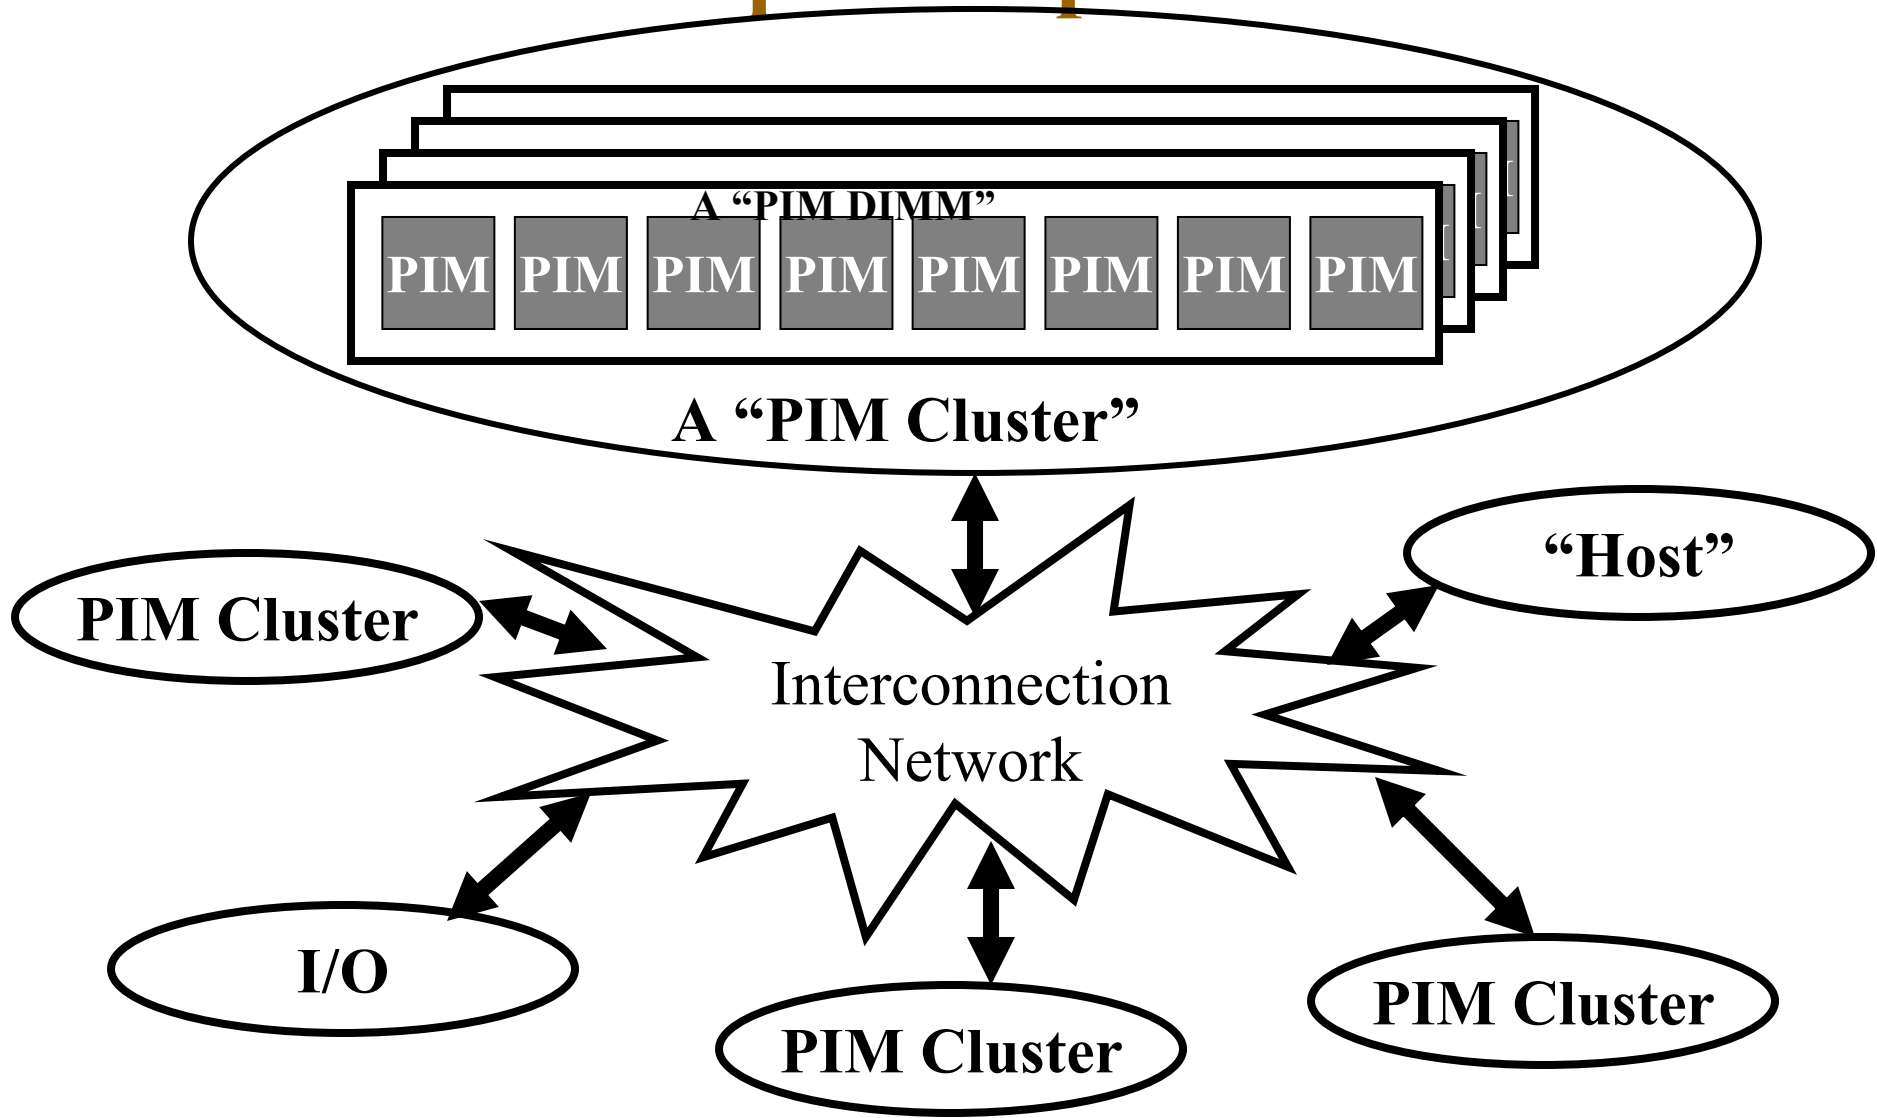 A “PIM DIMM”
PIM PIM PIM PIM PIM PIM PIM PIM
A “PIM Cluster”
“Host”
PIM Cluster
Interconnection
Network
I/O
PIM Cluster
PIM Cluster